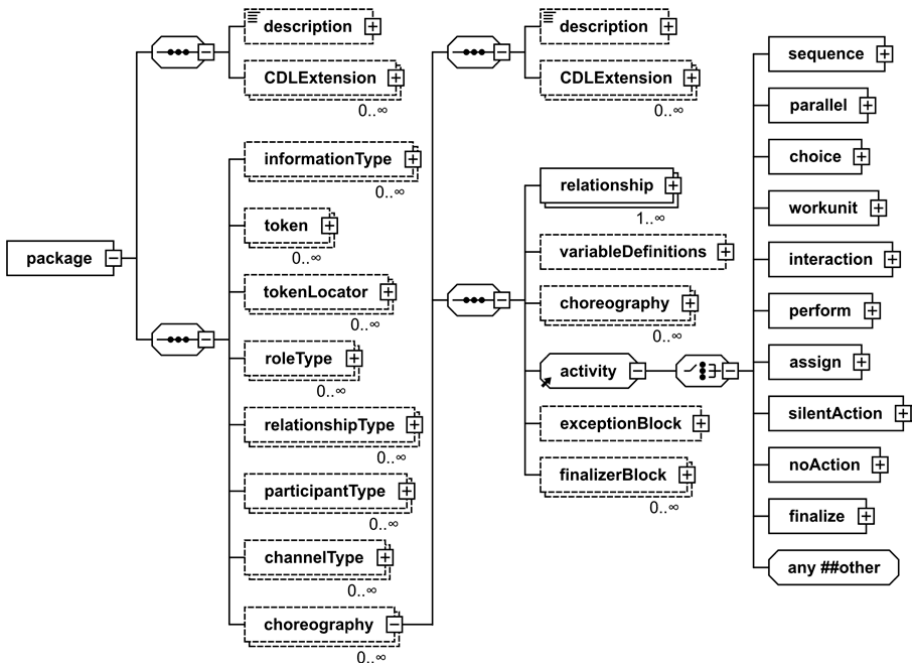 package
description
CDLExtension
0..∞
informationType
0..∞
token
0..∞
tokenLocator
0..∞
roleType
0..∞
relationshipType
0..∞
participantType
0..∞
channelType
0..∞
choreography
0..∞
description
CDLExtension
0..∞
relationship
1..∞
variableDefinitions
choreography
0..∞
activity
exceptionBlock
finalizerBlock
0..∞
sequence
parallel
choice
workunit
interaction
perform
assign
silentAction
noAction
finalize
any ##other